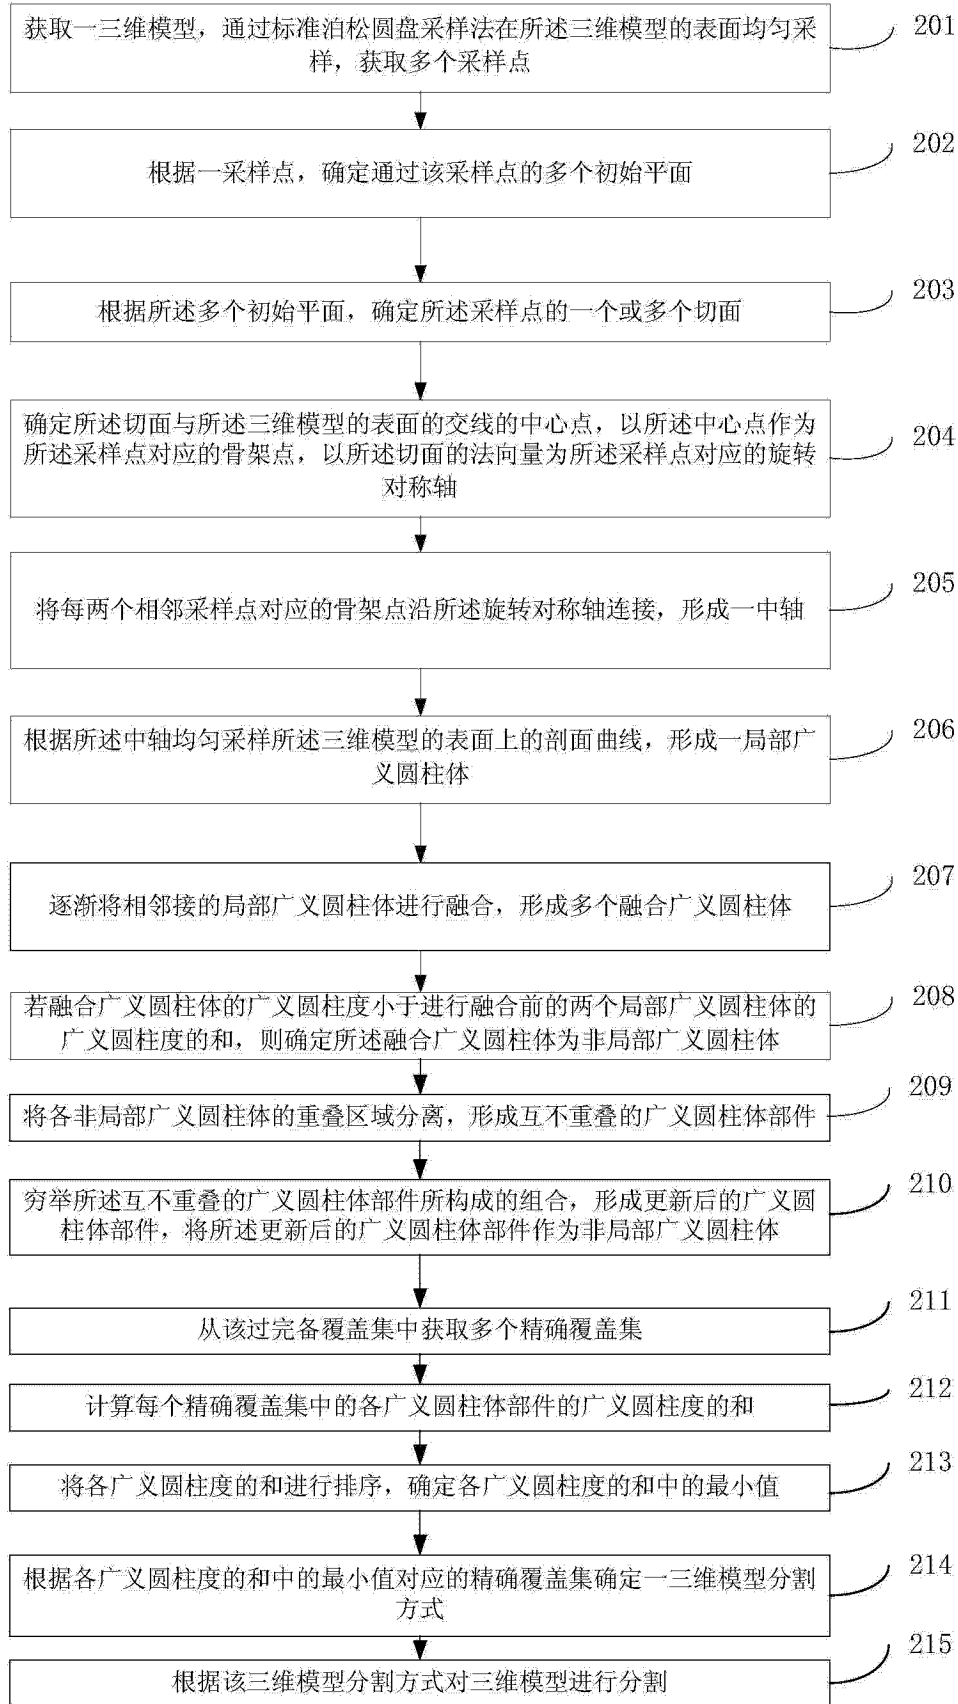 获取一三维模型，通过标准泊松圆盘采样法在所述三维模型的表面均匀采
样，获取多个采样点
201
根据一采样点，确定通过该采样点的多个初始平面
202
根据所述多个初始平面，确定所述采样点的一个或多个切面
203
确定所述切面与所述三维模型的表面的交线的中心点，以所述中心点作为
所述采样点对应的骨架点，以所述切面的法向量为所述采样点对应的旋转
对称轴
204
将每两个相邻采样点对应的骨架点沿所述旋转对称轴连接，形成一中轴
205
根据所述中轴均匀采样所述三维模型的表面上的剖面曲线，形成一局部广
义圆柱体
206
逐渐将相邻接的局部广义圆柱体进行融合，形成多个融合广义圆柱体
207
若融合广义圆柱体的广义圆柱度小于进行融合前的两个局部广义圆柱体的
广义圆柱度的和，则确定所述融合广义圆柱体为非局部广义圆柱体
208
将各非局部广义圆柱体的重叠区域分离，形成互不重叠的广义圆柱体部件
209
穷举所述互不重叠的广义圆柱体部件所构成的组合，形成更新后的广义圆
柱体部件，将所述更新后的广义圆柱体部件作为非局部广义圆柱体
210
从该过完备覆盖集中获取多个精确覆盖集
211
计算每个精确覆盖集中的各广义圆柱体部件的广义圆柱度的和
212
将各广义圆柱度的和进行排序，确定各广义圆柱度的和中的最小值
213
根据各广义圆柱度的和中的最小值对应的精确覆盖集确定一三维模型分割
方式
214
根据该三维模型分割方式对三维模型进行分割
215